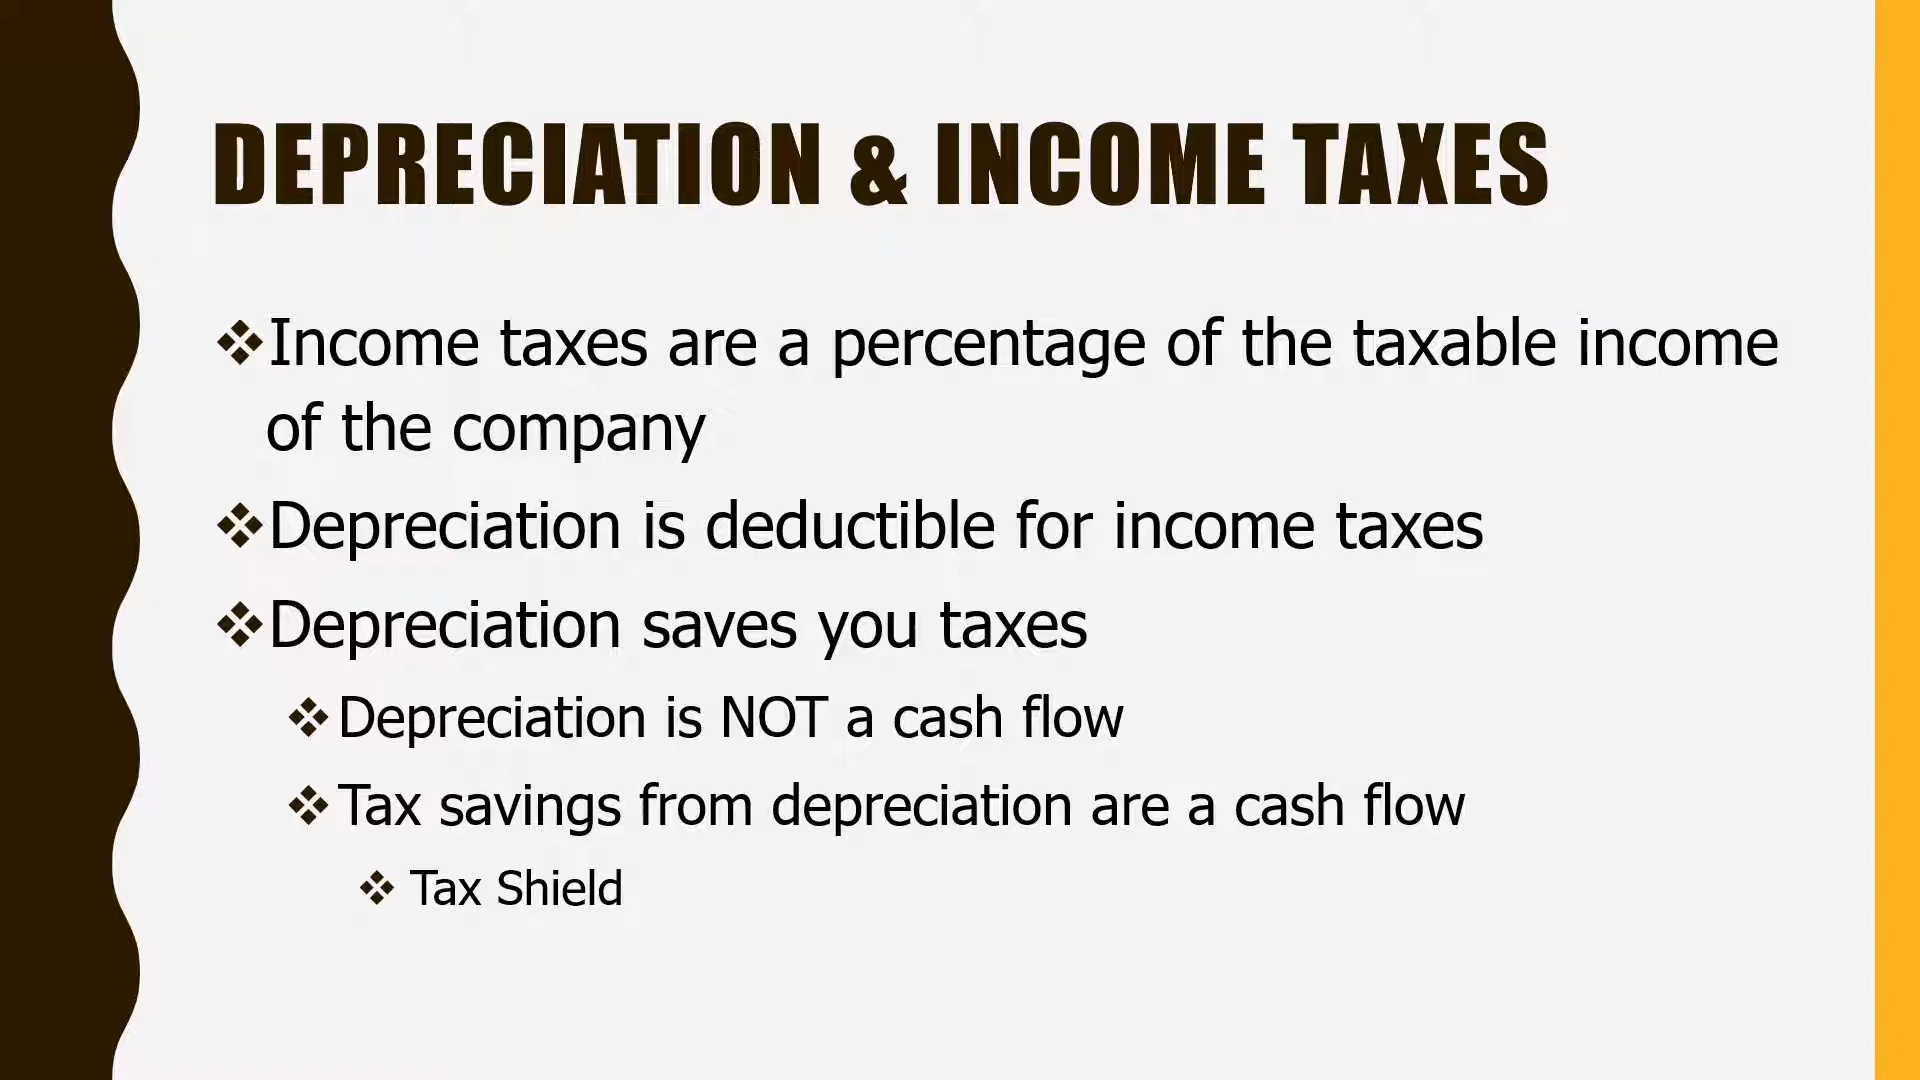 DEPRECIATION & INCOME TAXES
❖Income taxes are a percentage of the taxable income
of the company
❖Depreciation is deductible for income taxes
❖Depreciation saves you taxes
❖Depreciation is NOT a cash flow
❖Tax savings from depreciation are a cash flow
❖ Tax Shield